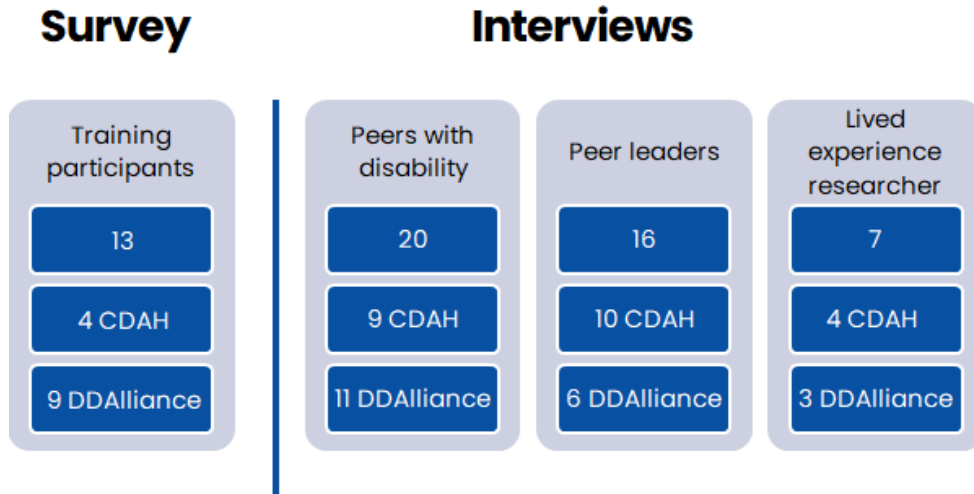 Survey
Training
participants
13
4 CDAH
9 DDAlliance
Interviews
Peers with
disability
20
9 CDAH
11 DDAlliance
Peer leaders
16
10 CDAH
6 DDAlliance
Lived
experience
researcher
7
4 CDAH
3 DDAlliance